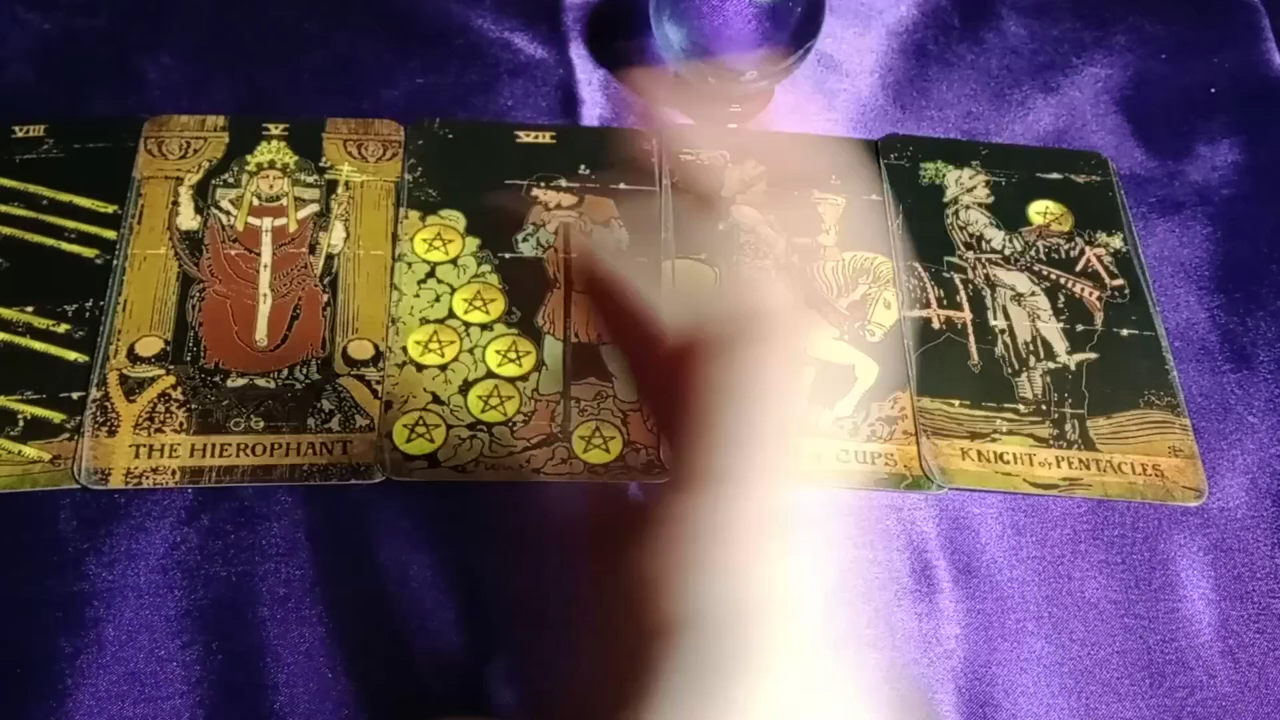 VIII
V
VII
THE HIEROPHANT
CUPS
KNIGHT of PENTACLES